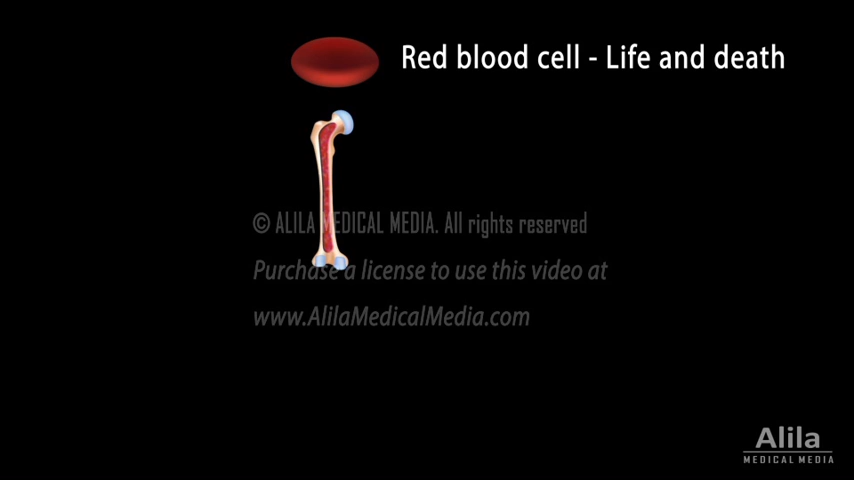 Red blood cell - Life and death
© ALILA MEDICAL MEDIA. All rights reserved
Purchase a license to use this video at
www.AlilaMedicalMedia.com
Alila
MEDICAL MEDIA